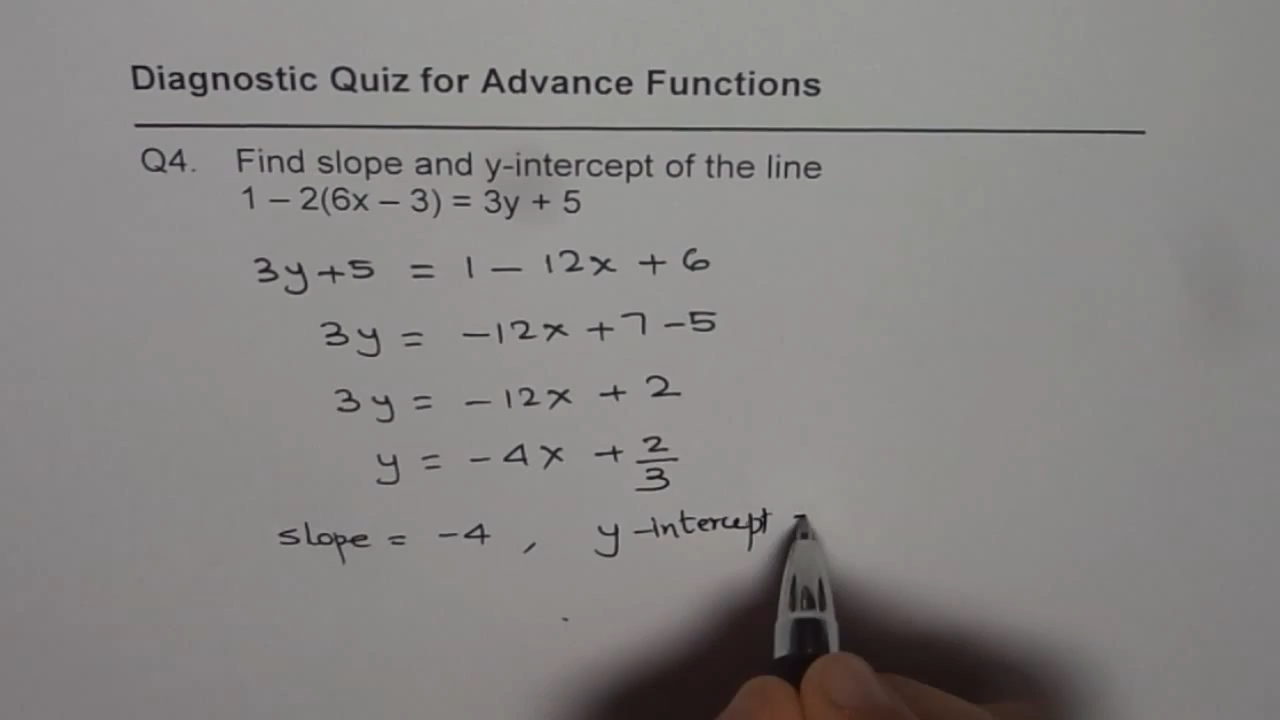 Diagnostic Quiz for Advance Functions
Q4. Find slope and y-intercept of the line
1 – 2(6x – 3) = 3y + 5
3y+5 = 1 – 12x + 6
3y = -12x +7 -5
3y = -12x + 2
y = -4x + 2/3
slope = -4 , y-intercept =